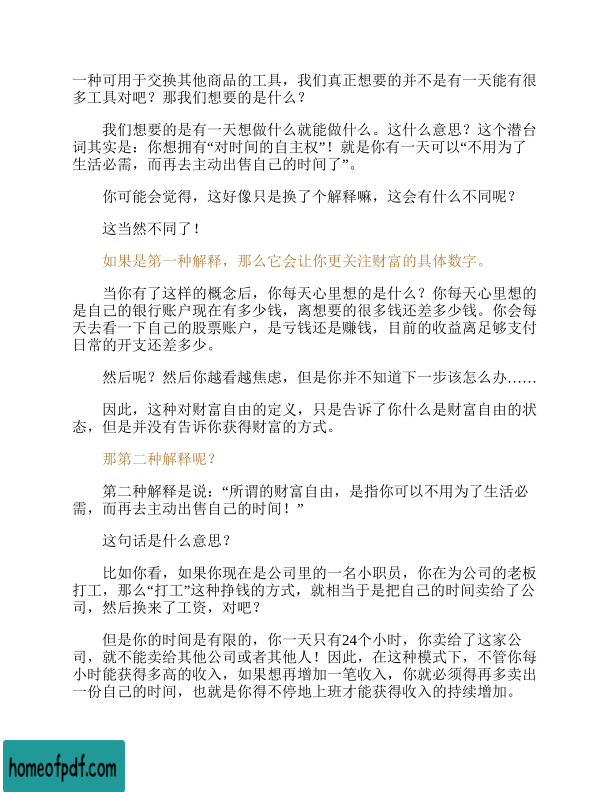 一种可用于交换其他商品的工具，我们真正想要的并不是有一天能有很
多工具对吧？那我们想要的是什么？
我们想要的是有一天想做什么就能做什么。这什么意思？这个潜台
词其实是：你想拥有“对时间的自主权”！就是你有一天可以“不用为了
生活必需，而再去主动出售自己的时间了”。
你可能会觉得，这好像只是换了个解释嘛，这会有什么不同呢？
这当然不同了！
如果是第一种解释，那么它会让你更关注财富的具体数字。
当你有了这样的概念后，你每天心里想的是什么？你每天心里想的
是自己的银行账户现在有多少钱，离想要的很多钱还差多少钱。你会每
天去看一下自己的股票账户，是亏钱还是赚钱，目前的收益离足够支付
日常的开支还差多少。
然后呢？然后你越看越焦虑，但是你并不知道下一步该怎么办……
因此，这种对财富自由的定义，只是告诉了你什么是财富自由的状
态，但是并没有告诉你获得财富的方式。
那第二种解释呢？
第二种解释是说：“所谓的财富自由，是指你可以不用为了生活必
需，而再去主动出售自己的时间！”
这句话是什么意思？
比如你看，如果你现在是公司里的一名小职员，你在为公司的老板
打工，那么“打工”这种挣钱的方式，就相当于是把自己的时间卖给了公
司，然后换来了工资，对吧？
但是你的时间是有限的，你一天只有24个小时，你卖给了这家公
司，就不能卖给其他公司或者其他人！因此，在这种模式下，不管你每
小时能获得多高的收入，如果想再增加一笔收入，你就必须得再多卖出
一份自己的时间，也就是你得不停地上班才能获得收入的持续增加。
homeofpdf.com